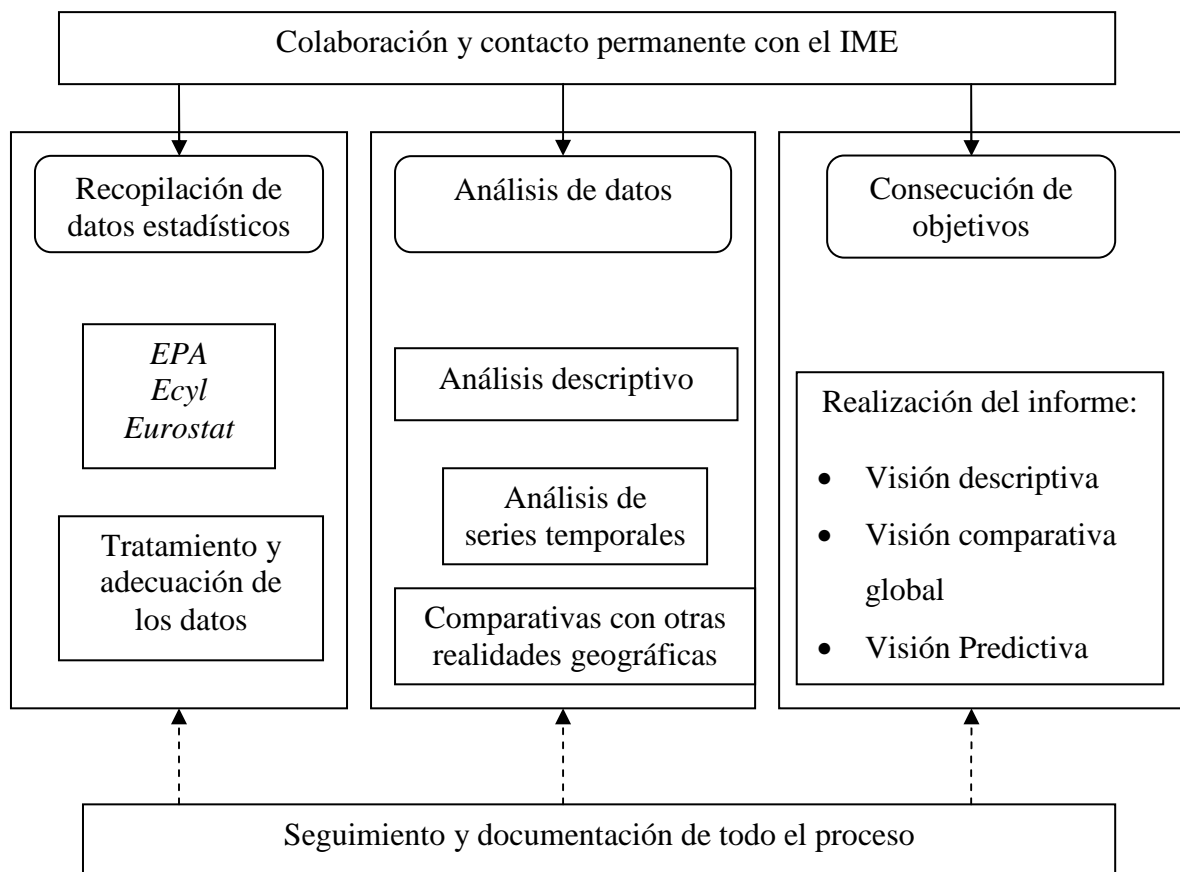 Colaboración y contacto permanente con el IME
Recopilación de
datos estadísticos
EPA
Ecyl
Eurostat
Tratamiento y
adecuación de
los datos
Análisis de datos
Análisis descriptivo
Análisis de
series temporales
Comparativas con otras
realidades geográficas
Consecución de
objetivos
Realización del informe:
• Visión descriptiva
• Visión comparativa
global
• Visión Predictiva
Seguimiento y documentación de todo el proceso